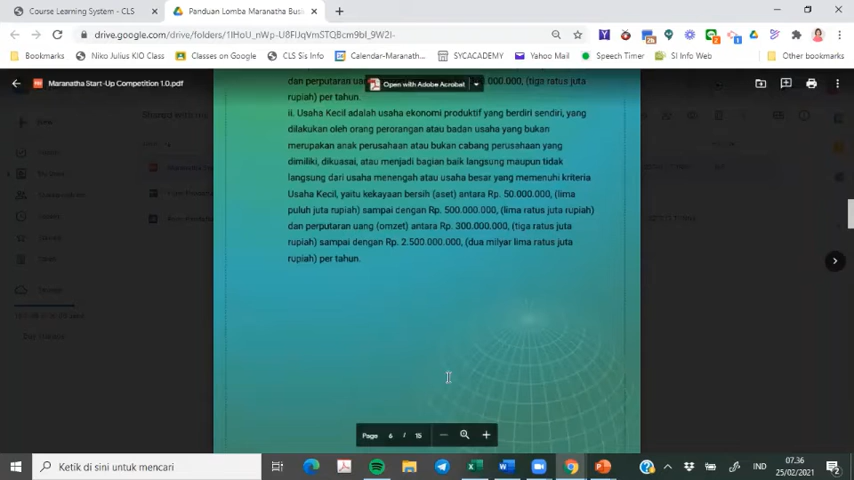 Course Syllabus - CLS
Panduan Lomba Maranatha Busin
drive.google.com/drive/folders/
Bookmarks
Niko Julius KIO Class
Classes on Google
CLS Sis Info
Calendar-Maranath...
SYCACADEMY
Yahoo Mail
Speech Timer
SI Info Web
Other bookmarks
Maranatha Start-Up Competition 1.0.pdf
Open with Adobe Acrobat
dan perputaran uang
000.000, (tiga ratus juta
rupiah) per tahun.
ii. Usaha Kecil adalah usaha ekonomi produktif yang berdiri sendiri, yang
dilakukan oleh orang perorangan atau badan usaha yang bukan
merupakan anak perusahaan atau bukan cabang perusahaan yang
dimiliki, dikuasai, atau menjadi bagian baik langsung maupun tidak
langsung dari usaha menengah atau usaha besar yang memenuhi kriteria
Usaha Kecil, yaitu kekayaan bersih (aset) antara Rp. 50.000.000, (lima
puluh juta rupiah) sampai dengan Rp. 500.000.000, (lima ratus juta rupiah)
dan perputaran uang (omzet) antara Rp. 300.000.000, (tiga ratus juta
rupiah) sampai dengan Rp. 2.500.000.000, (dua milyar lima ratus juta
rupiah) per tahun.
Page 6 / 15
Ketik di sini untuk mencari
IND
07.36
25/02/2021
2